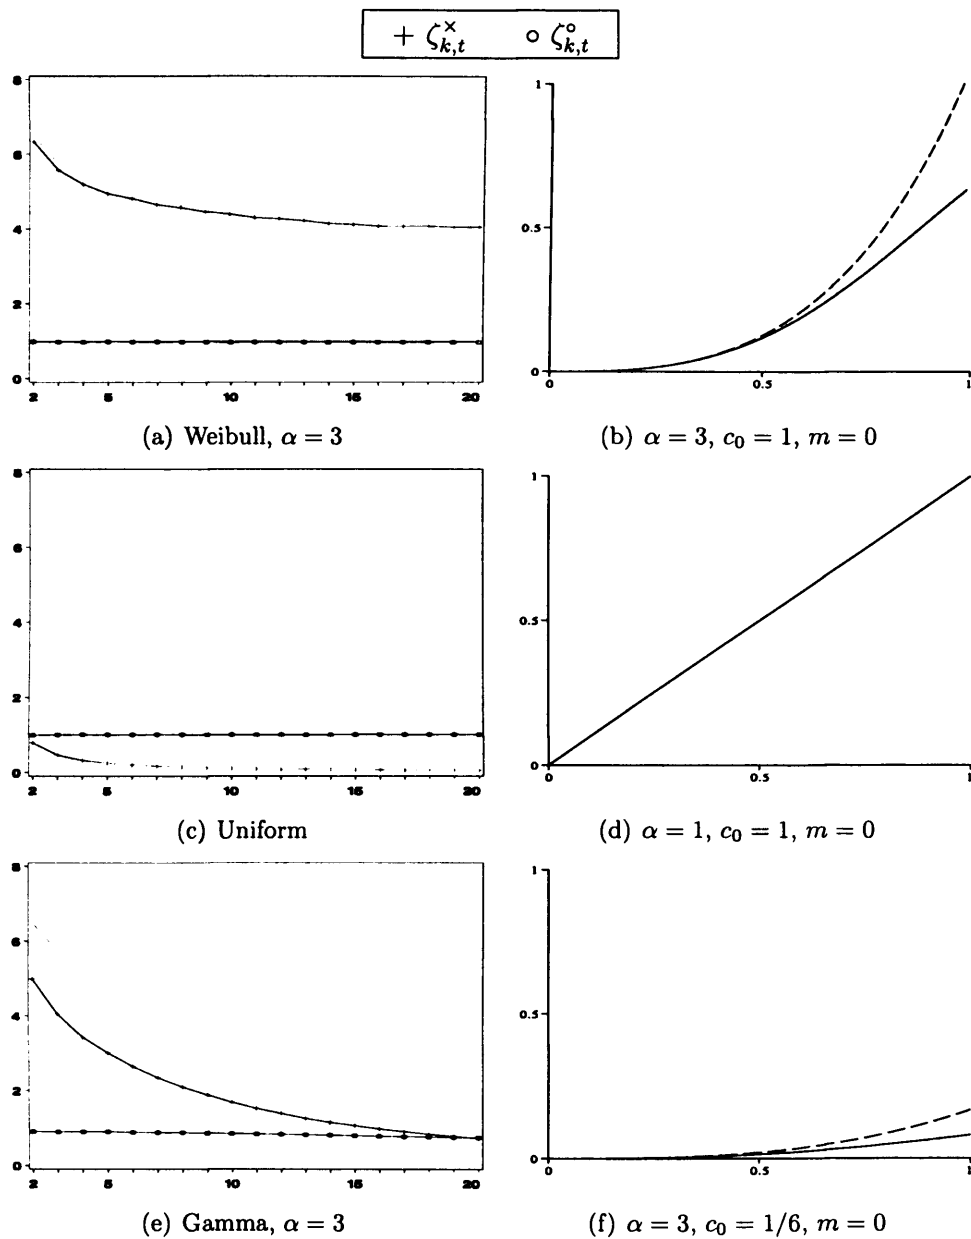 + ζ^×_{k,t} o ζ^o_{k,t}
8
6
4
2
0
2 5 10 15 20
1
0.5
0
0 0.5 1
(a) Weibull, α = 3
(b) α = 3, c₀ = 1, m = 0
8
6
4
2
0
2 5 10 15 20
1
0.5
0
0 0.5 1
(c) Uniform
(d) α = 1, c₀ = 1, m = 0
8
6
4
2
0
2 5 10 15 20
1
0.5
0
0 0.5 1
(e) Gamma, α = 3
(f) α = 3, c₀ = 1/6, m = 0